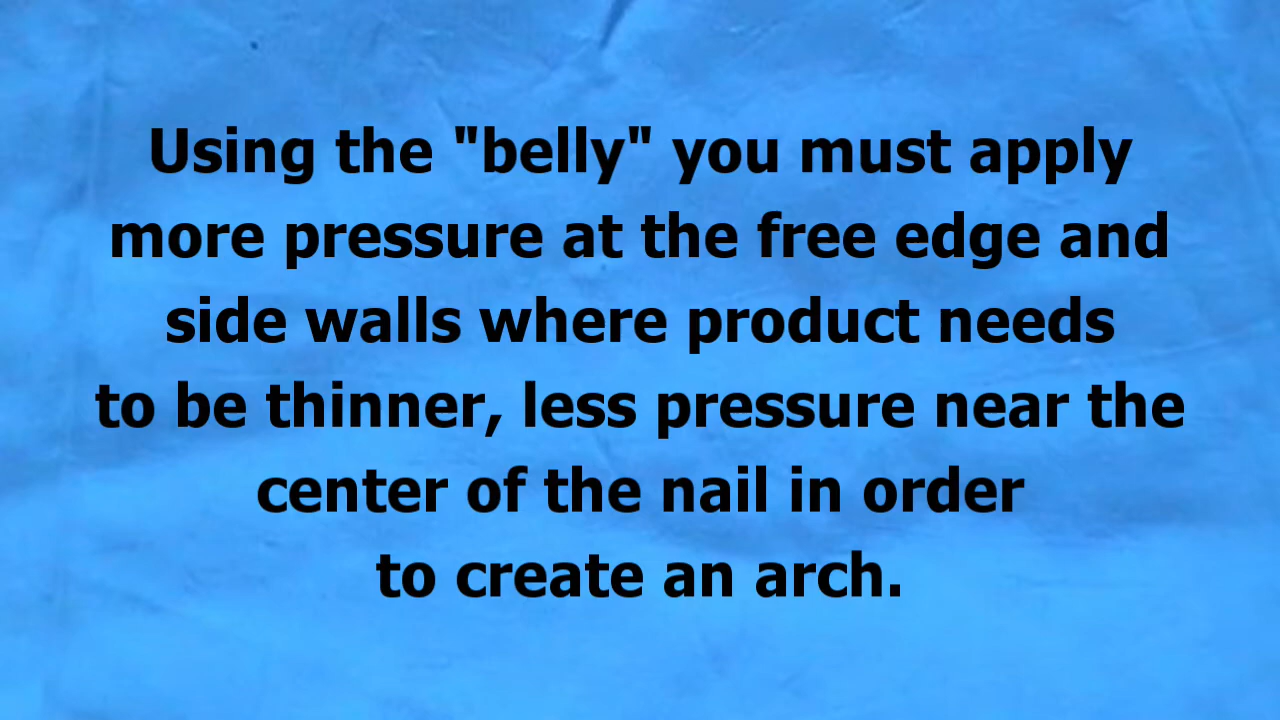 Using the "belly" you must apply
more pressure at the free edge and
side walls where product needs
to be thinner, less pressure near the
center of the nail in order
to create an arch.